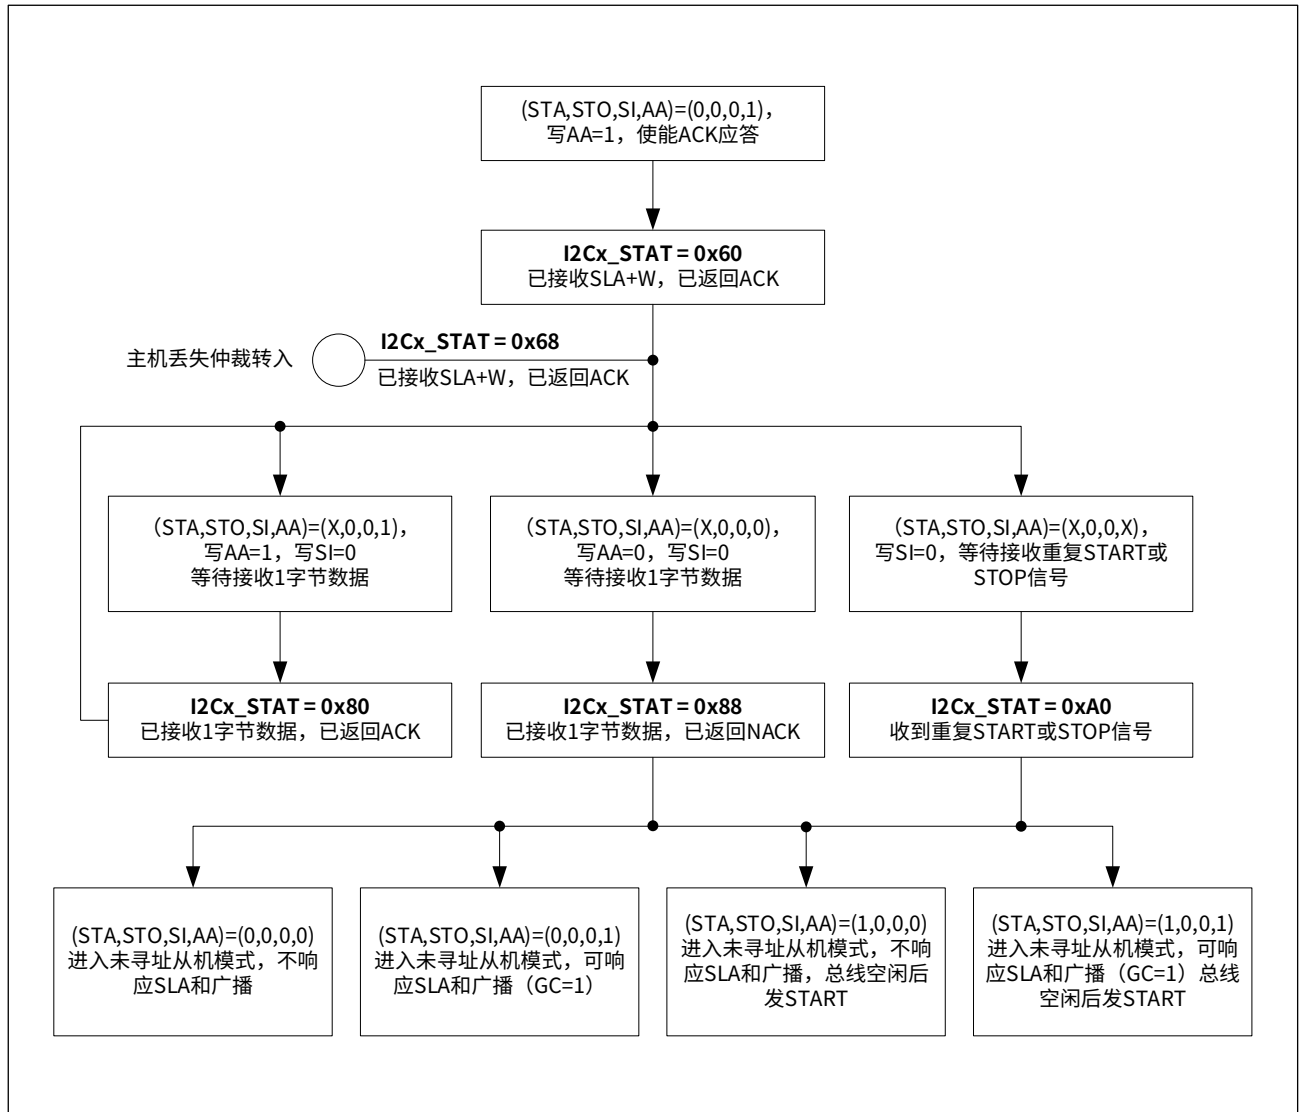 (STA,STO,SI,AA)=(0,0,0,1)，
写AA=1，使能ACK应答
I2Cx_STAT = 0x60
已接收SLA+W，已返回ACK
主机丢失仲裁转入
I2Cx_STAT = 0x68
已接收SLA+W，已返回ACK
（STA,STO,SI,AA)=(X,0,0,1)，
写AA=1，写SI=0
等待接收1字节数据
（STA,STO,SI,AA)=(X,0,0,0)，
写AA=0，写SI=0
等待接收1字节数据
（STA,STO,SI,AA)=(X,0,0,X)，
写SI=0，等待接收重复START或
STOP信号
I2Cx_STAT = 0x80
已接收1字节数据，已返回ACK
I2Cx_STAT = 0x88
已接收1字节数据，已返回NACK
I2Cx_STAT = 0xA0
收到重复START或STOP信号
(STA,STO,SI,AA)=(0,0,0,0)
进入未寻址从机模式，不响
应SLA和广播
(STA,STO,SI,AA)=(0,0,0,1)
进入未寻址从机模式，可响
应SLA和广播（GC=1）
(STA,STO,SI,AA)=(1,0,0,0)
进入未寻址从机模式，不响
应SLA和广播，总线空闲后
发START
(STA,STO,SI,AA)=(1,0,0,1)
进入未寻址从机模式，可响
应SLA和广播（GC=1）总线
空闲后发START